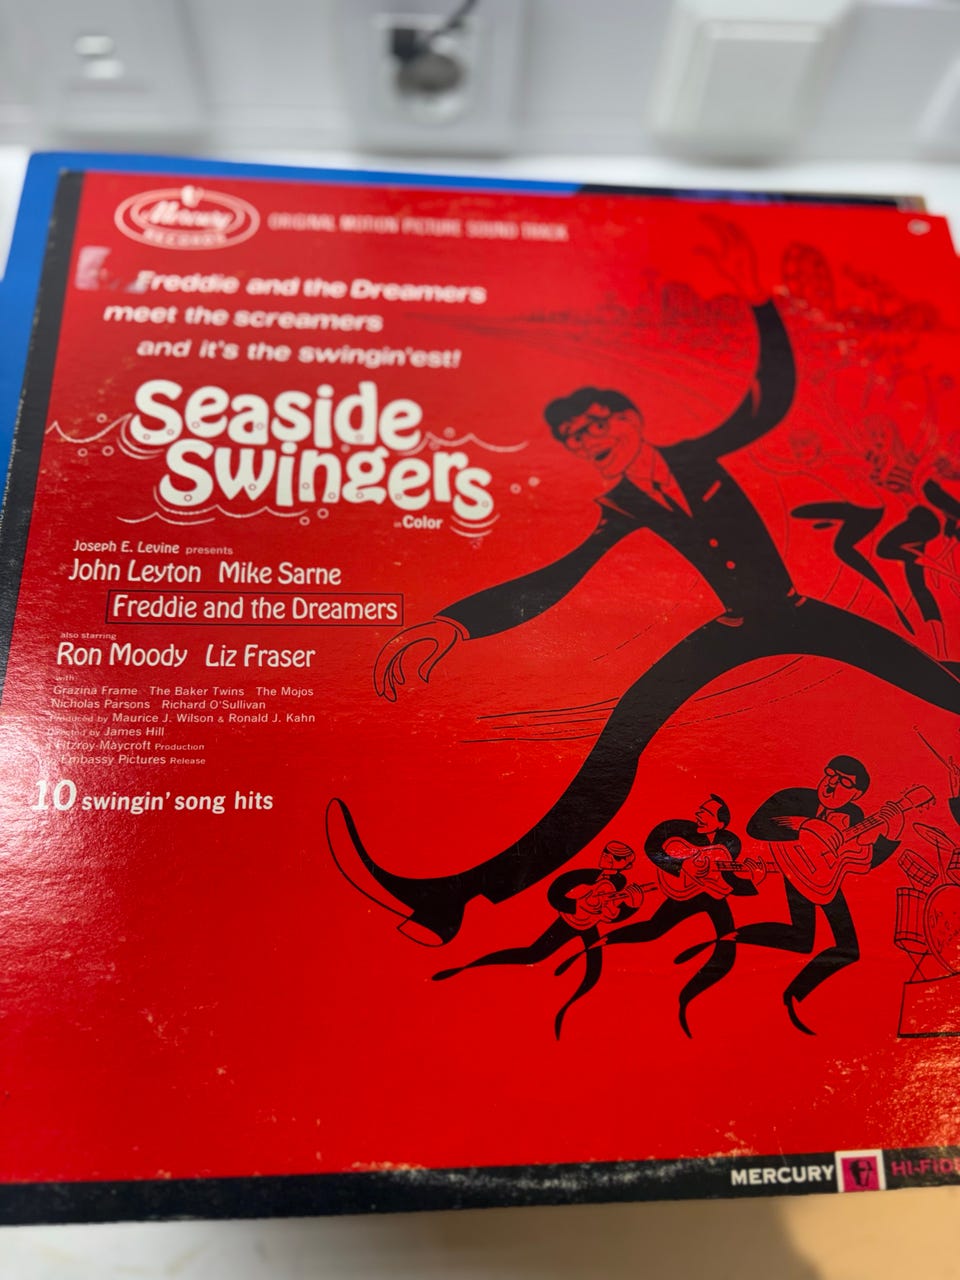 Mercury
RECORDS
ORIGINAL MOTION PICTURE SOUND TRACK
Freddie and the Dreamers
meet the screamers
and it's the swingin'est!
Seaside
Swingers
in Color
Joseph E. Levine presents
John Leyton Mike Sarne
Freddie and the Dreamers
also starring
Ron Moody Liz Fraser
with
Grazina Frame The Baker Twins The Mojos
Nicholas Parsons Richard O'Sullivan
Produced by Maurice J. Wilson & Ronald J. Kahn
Directed by James Hill
A Fitzroy-Maycroft Production
Embassy Pictures Release
10 swingin' song hits
MERCURY HI-FIDE